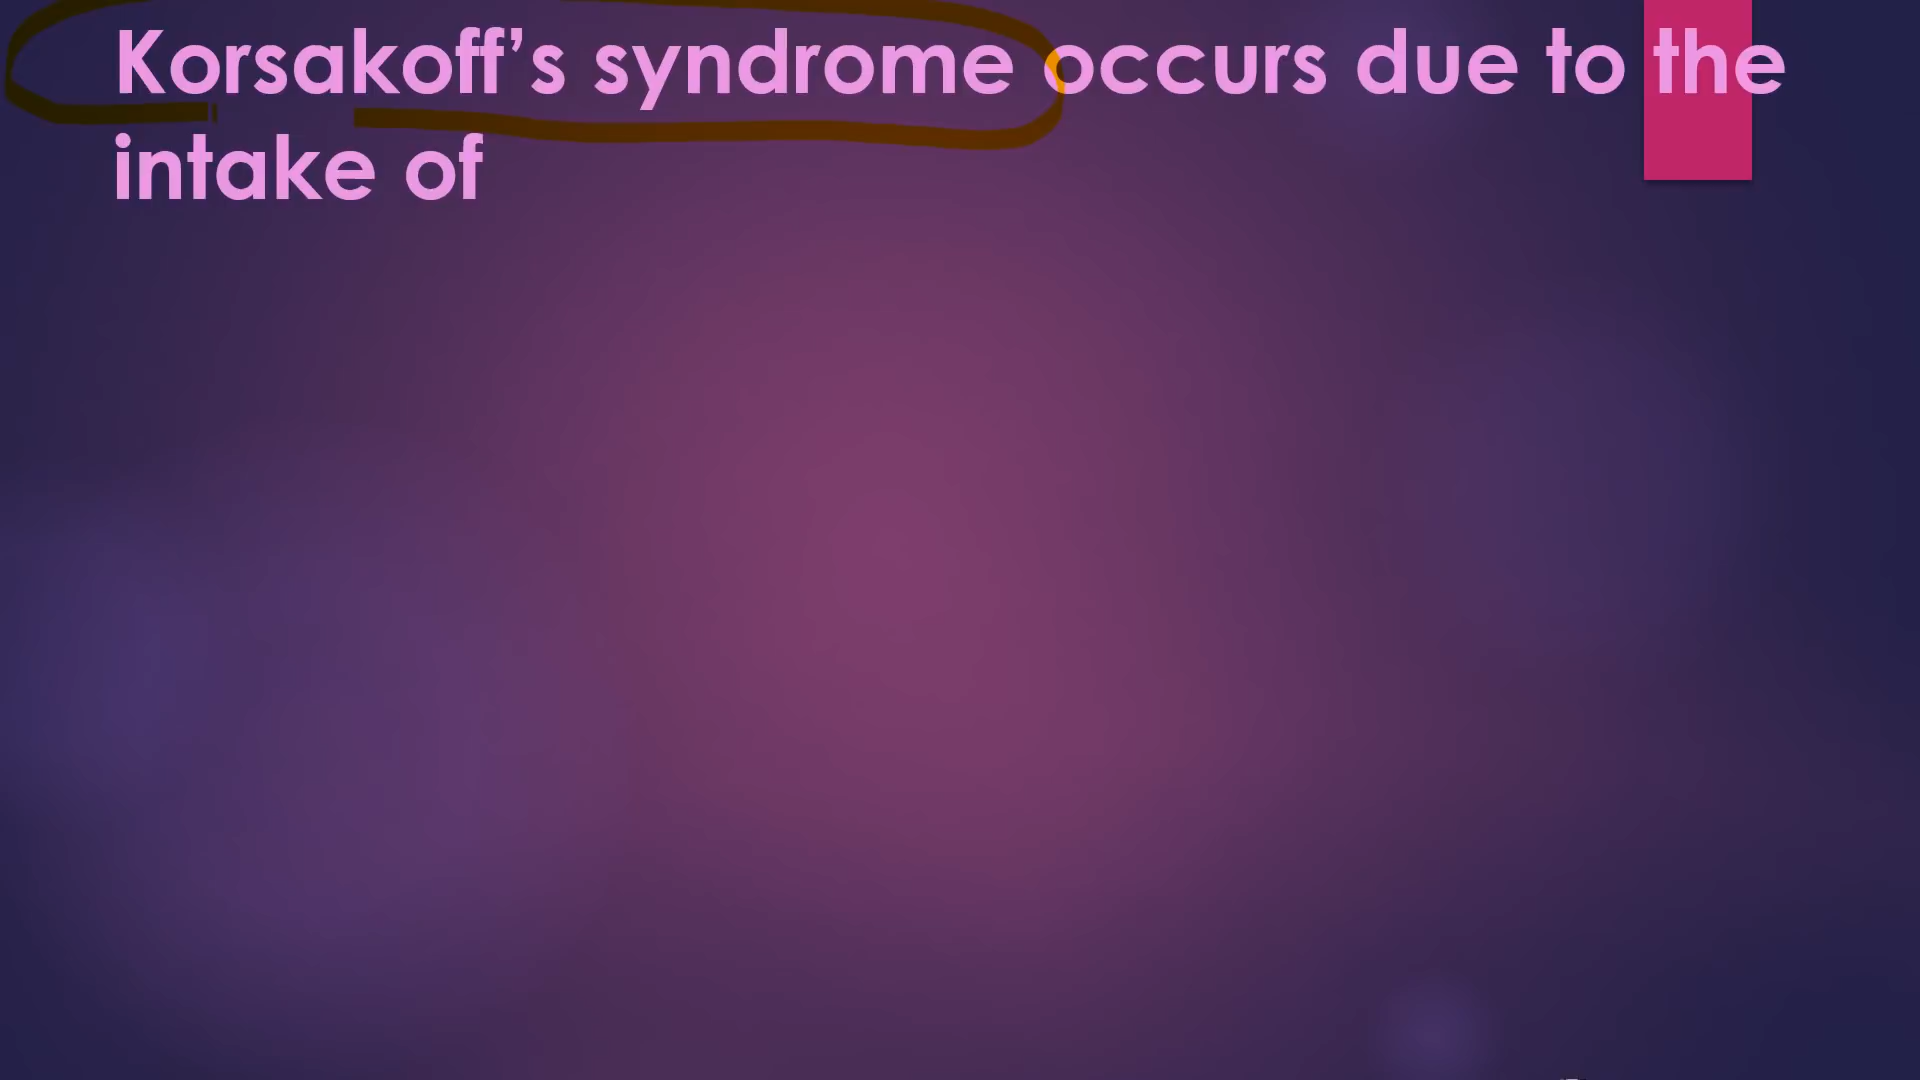 Korsakoff’s syndrome occurs due to the
intake of